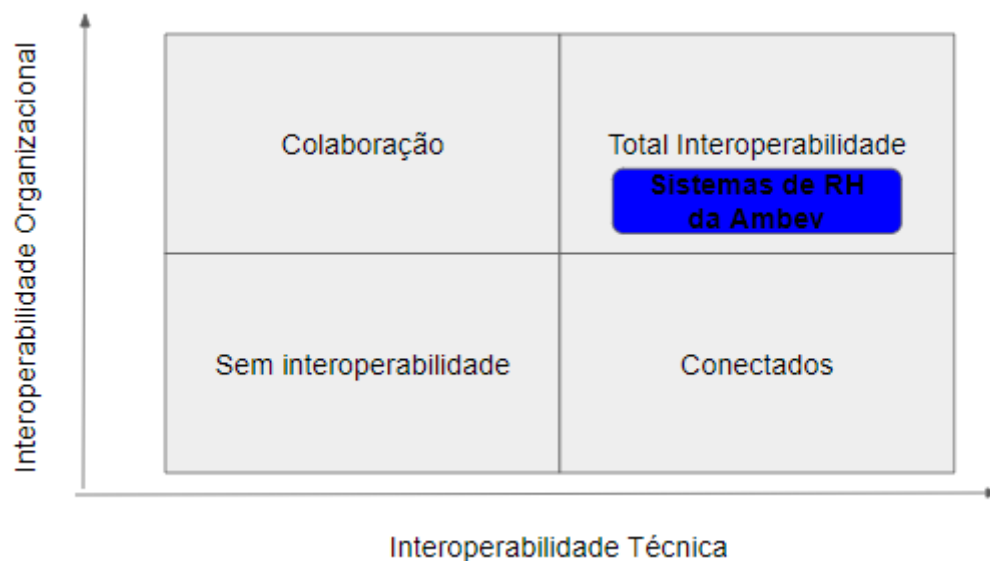 Interoperabilidade Organizacional
Colaboração
Total Interoperabilidade
Sistemas de RH
da Ambev
Sem interoperabilidade
Conectados
Interoperabilidade Técnica